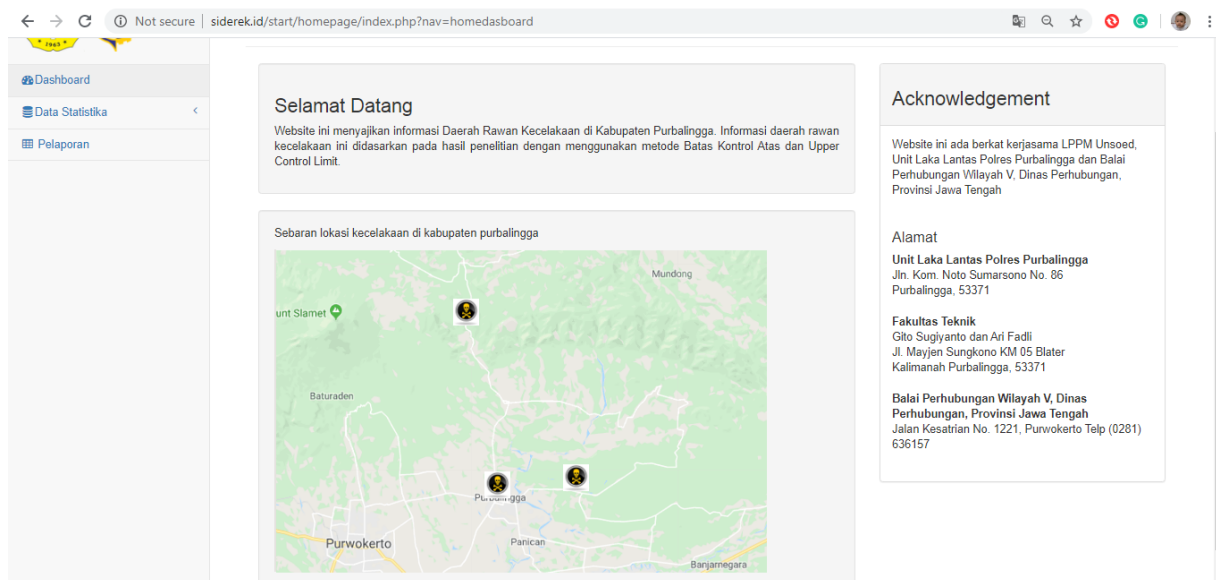 Not secure | siderek.id/start/homepage/index.php?nav=homedasboard
* 1963 *
Dashboard
Data Statistika
Pelaporan
Selamat Datang
Website ini menyajikan informasi Daerah Rawan Kecelakaan di Kabupaten Purbalingga. Informasi daerah rawan
kecelakaan ini didasarkan pada hasil penelitian dengan menggunakan metode Batas Kontrol Atas dan Upper
Control Limit.
Sebaran lokasi kecelakaan di kabupaten purbalingga
Mundong
unt Slamet
Baturaden
Purbalingga
Purwokerto
Panican
Banjarnegara
Acknowledgement
Website ini ada berkat kerjasama LPPM Unsoed,
Unit Laka Lantas Polres Purbalingga dan Balai
Perhubungan Wilayah V, Dinas Perhubungan,
Provinsi Jawa Tengah
Alamat
Unit Laka Lantas Polres Purbalingga
Jln. Kom. Noto Sumarsono No. 86
Purbalingga, 53371
Fakultas Teknik
Gito Sugiyanto dan Ari Fadli
Jl. Mayjen Sungkono KM 05 Blater
Kalimanah Purbalingga, 53371
Balai Perhubungan Wilayah V, Dinas
Perhubungan, Provinsi Jawa Tengah
Jalan Kesatrian No. 1221, Purwokerto Telp (0281)
636157